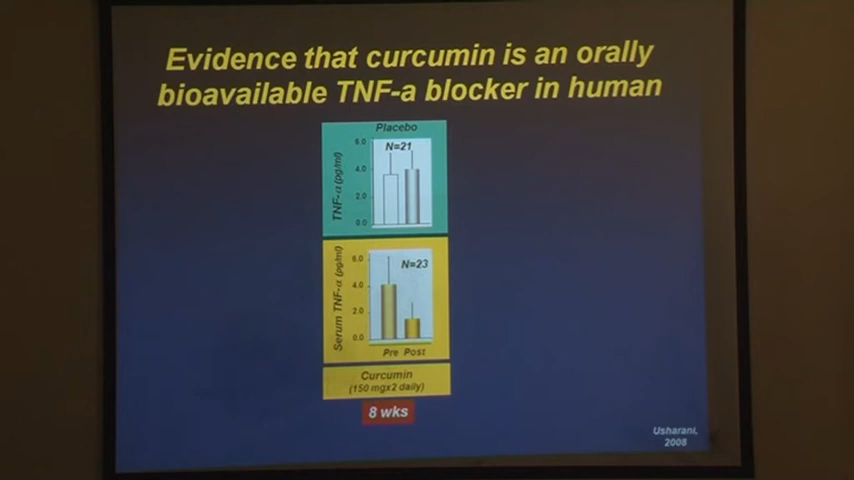 Evidence that curcumin is an orally
bioavailable TNF-a blocker in human
Placebo
N=21
TNF-α (pg/ml)
6.0
4.0
2.0
0.0
N=23
Serum TNF-α (pg/ml)
6.0
4.0
2.0
0.0
Pre Post
Curcumin
(150 mgx2 daily)
8 wks
Usharani,
2008